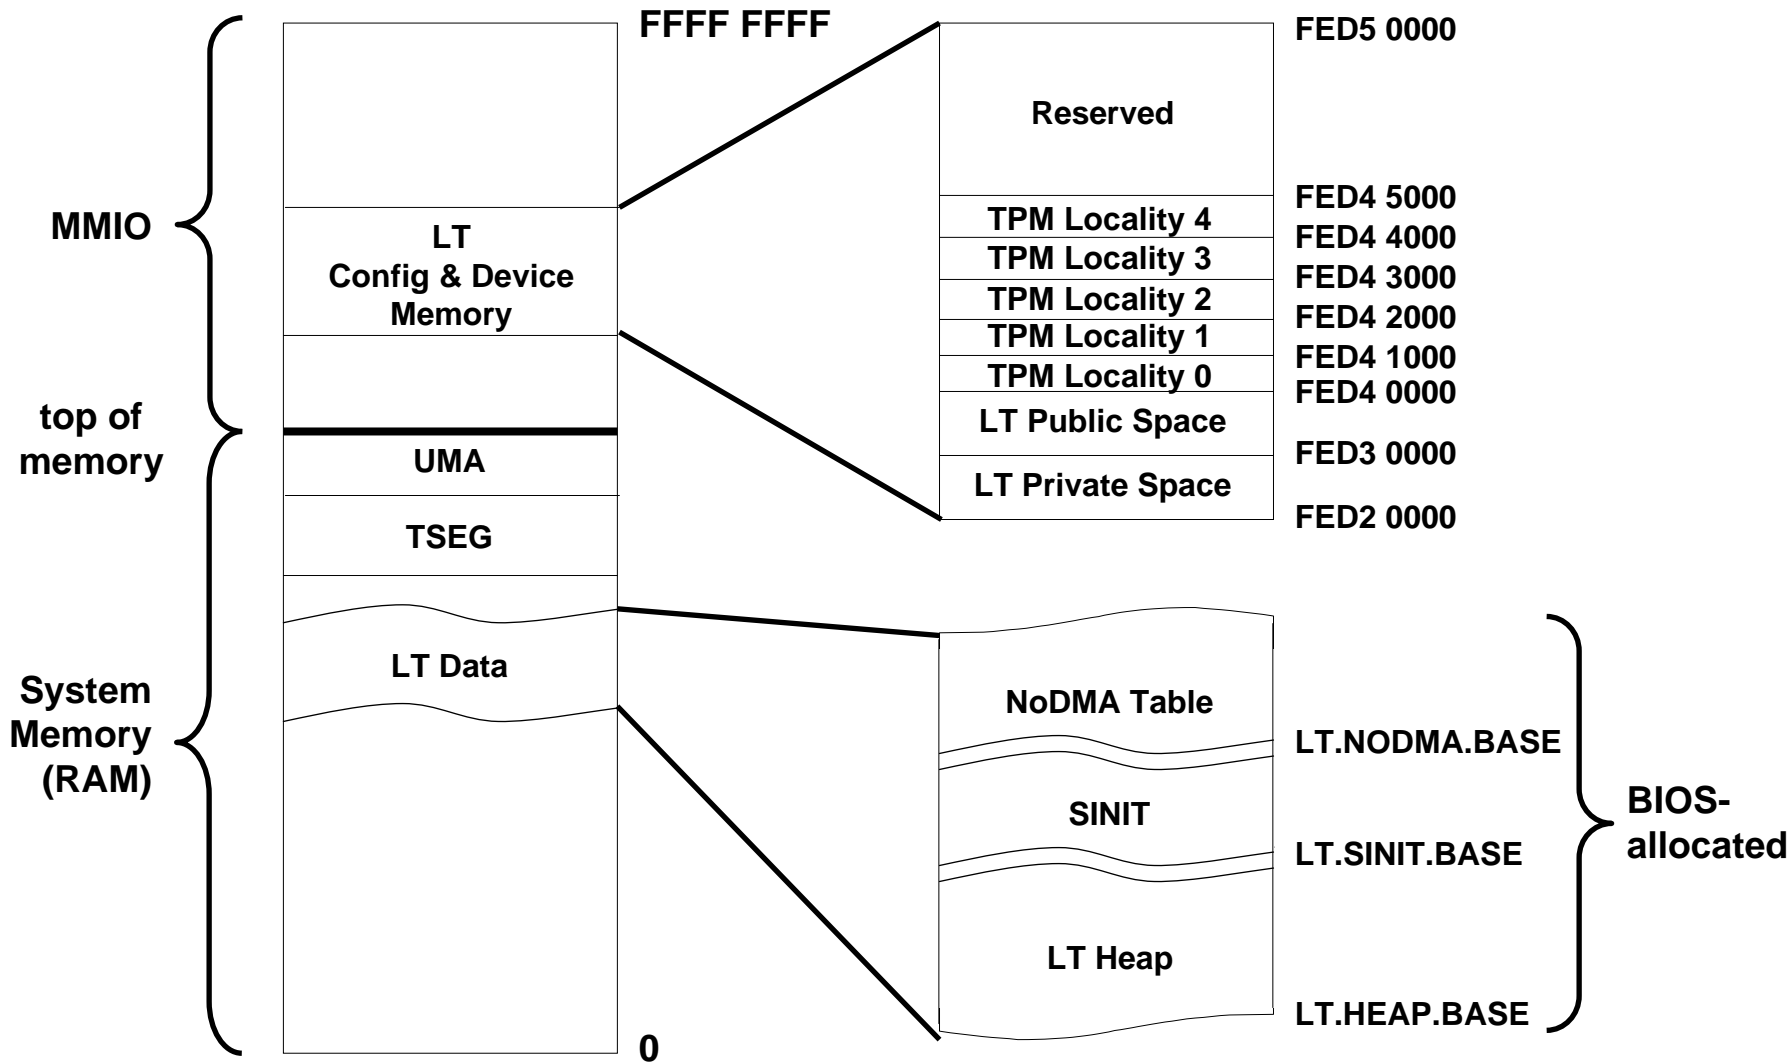 FFFF FFFF
MMIO
LT
Config & Device
Memory
top of
memory
UMA
TSEG
LT Data
System
Memory
(RAM)
0
FED5 0000
Reserved
FED4 5000
TPM Locality 4
FED4 4000
TPM Locality 3
FED4 3000
TPM Locality 2
FED4 2000
TPM Locality 1
FED4 1000
TPM Locality 0
FED4 0000
LT Public Space
FED3 0000
LT Private Space
FED2 0000
NoDMA Table
LT.NODMA.BASE
SINIT
LT.SINIT.BASE
LT Heap
LT.HEAP.BASE
BIOS-
allocated